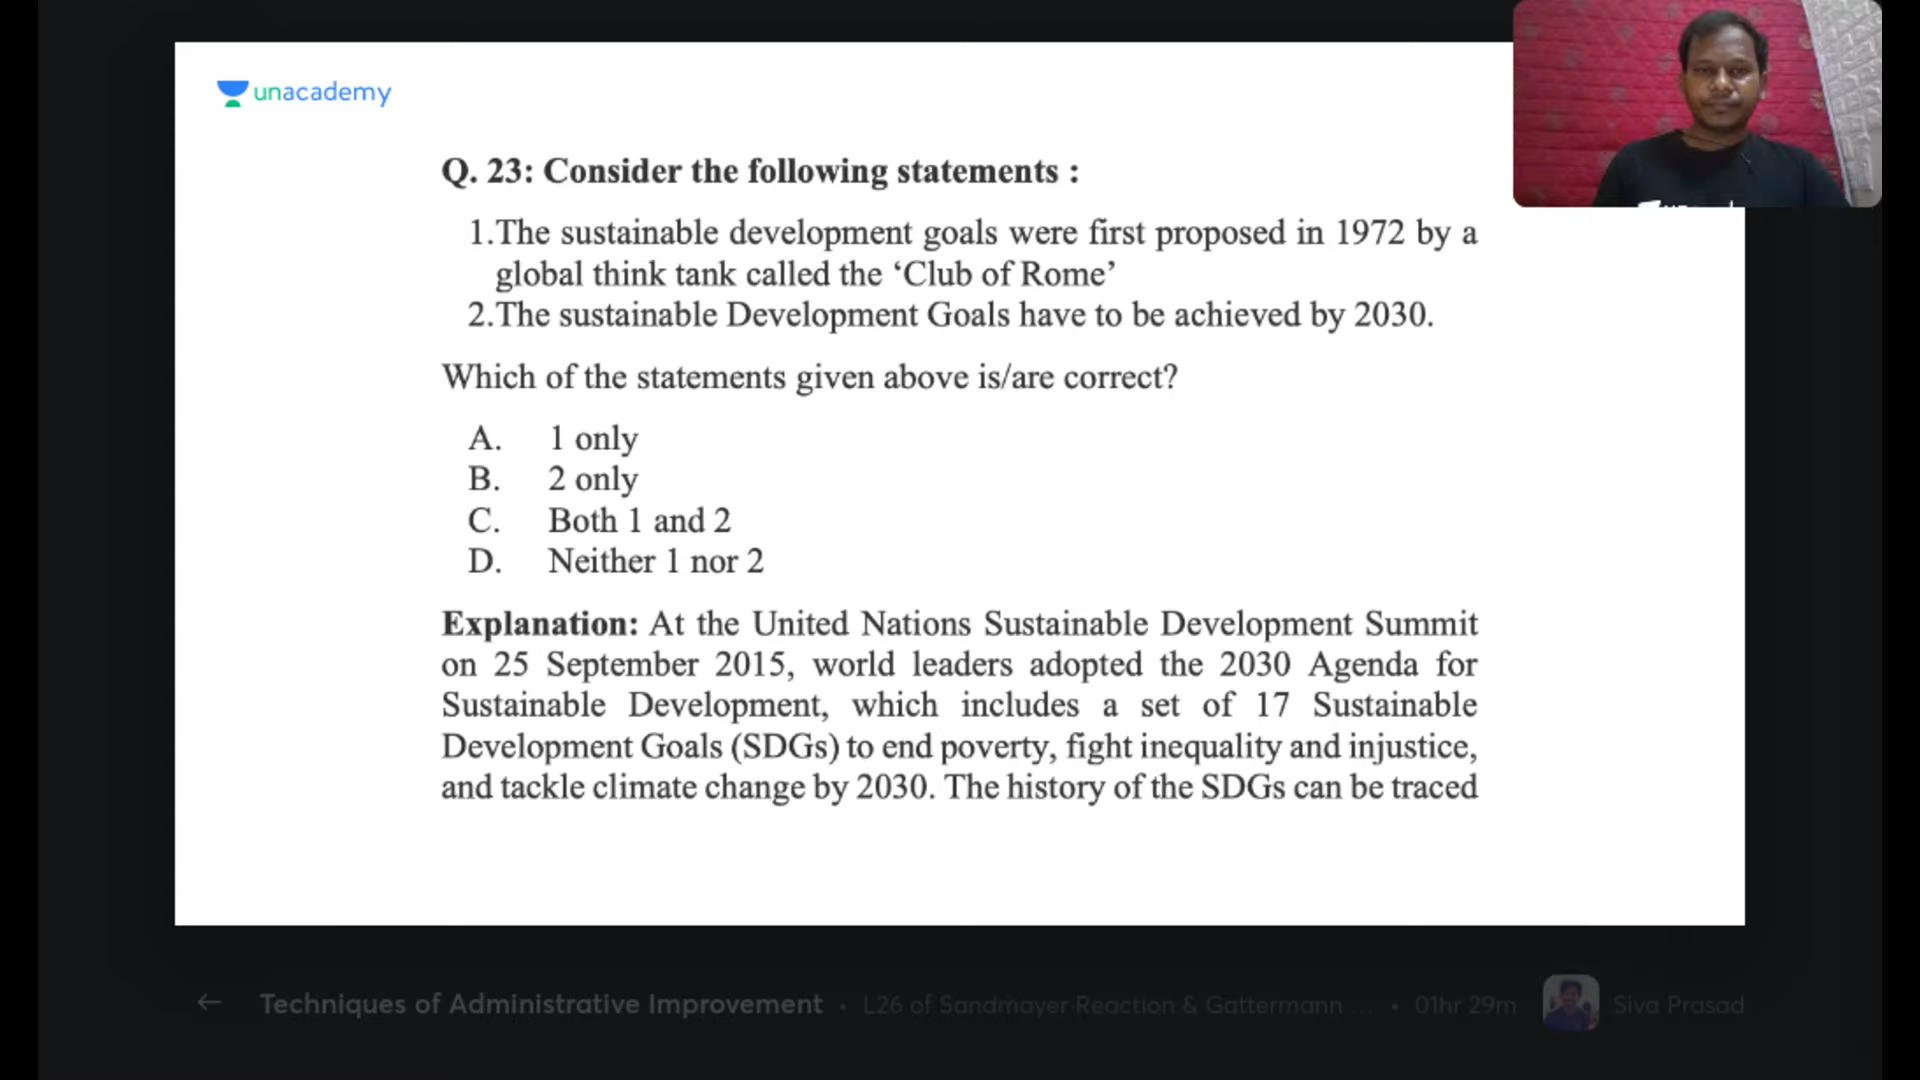 unacademy
Q. 23: Consider the following statements :
1.The sustainable development goals were first proposed in 1972 by a
global think tank called the ‘Club of Rome’
2.The sustainable Development Goals have to be achieved by 2030.
Which of the statements given above is/are correct?
A. 1 only
B. 2 only
C. Both 1 and 2
D. Neither 1 nor 2
Explanation: At the United Nations Sustainable Development Summit
on 25 September 2015, world leaders adopted the 2030 Agenda for
Sustainable Development, which includes a set of 17 Sustainable
Development Goals (SDGs) to end poverty, fight inequality and injustice,
and tackle climate change by 2030. The history of the SDGs can be traced
← Techniques of Administrative Improvement • L26 of Sandmayer Reaction & Gattermann ... • 01hr 29m Siva Prasad